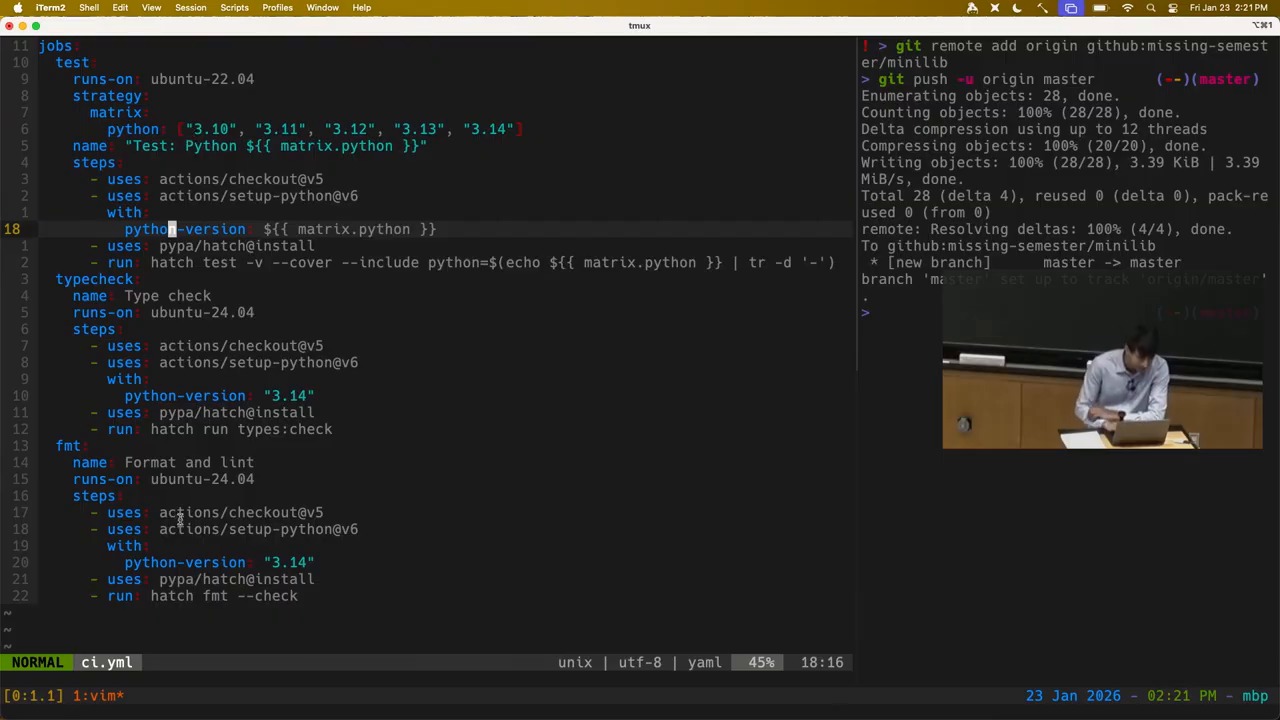 iTerm2 Shell Edit View Session Scripts Profiles Window Help Fri Jan 23 2:21 PM
tmux ⌥⌘1
11 jobs:
10 test:
9 runs-on: ubuntu-22.04
8 strategy:
7 matrix:
6 python: ["3.10", "3.11", "3.12", "3.13", "3.14"]
5 name: "Test: Python ${{ matrix.python }}"
4 steps:
3 - uses: actions/checkout@v5
2 - uses: actions/setup-python@v6
1 with:
18 python-version: ${{ matrix.python }}
1 - uses: pypa/hatch@install
2 - run: hatch test -v --cover --include python=$(echo ${{ matrix.python }} | tr -d '-')
3 typecheck:
4 name: Type check
5 runs-on: ubuntu-24.04
6 steps:
7 - uses: actions/checkout@v5
8 - uses: actions/setup-python@v6
9 with:
10 python-version: "3.14"
11 - uses: pypa/hatch@install
12 - run: hatch run types:check
13 fmt:
14 name: Format and lint
15 runs-on: ubuntu-24.04
16 steps:
17 - uses: actions/checkout@v5
18 - uses: actions/setup-python@v6
19 with:
20 python-version: "3.14"
21 - uses: pypa/hatch@install
22 - run: hatch fmt --check
~
~
~
NORMAL ci.yml unix | utf-8 | yaml 45% 18:16
! > git remote add origin github:missing-semest
er/minilib
> git push -u origin master (--)(master)
Enumerating objects: 28, done.
Counting objects: 100% (28/28), done.
Delta compression using up to 12 threads
Compressing objects: 100% (20/20), done.
Writing objects: 100% (28/28), 3.39 KiB | 3.39
MiB/s, done.
Total 28 (delta 4), reused 0 (delta 0), pack-re
used 0 (from 0)
remote: Resolving deltas: 100% (4/4), done.
To github:missing-semester/minilib
* [new branch] master -> master
branch 'master' set up to track 'origin/master'
.
> (--)(master)
[0:1.1] 1:vim* 23 Jan 2026 - 02:21 PM - mbp